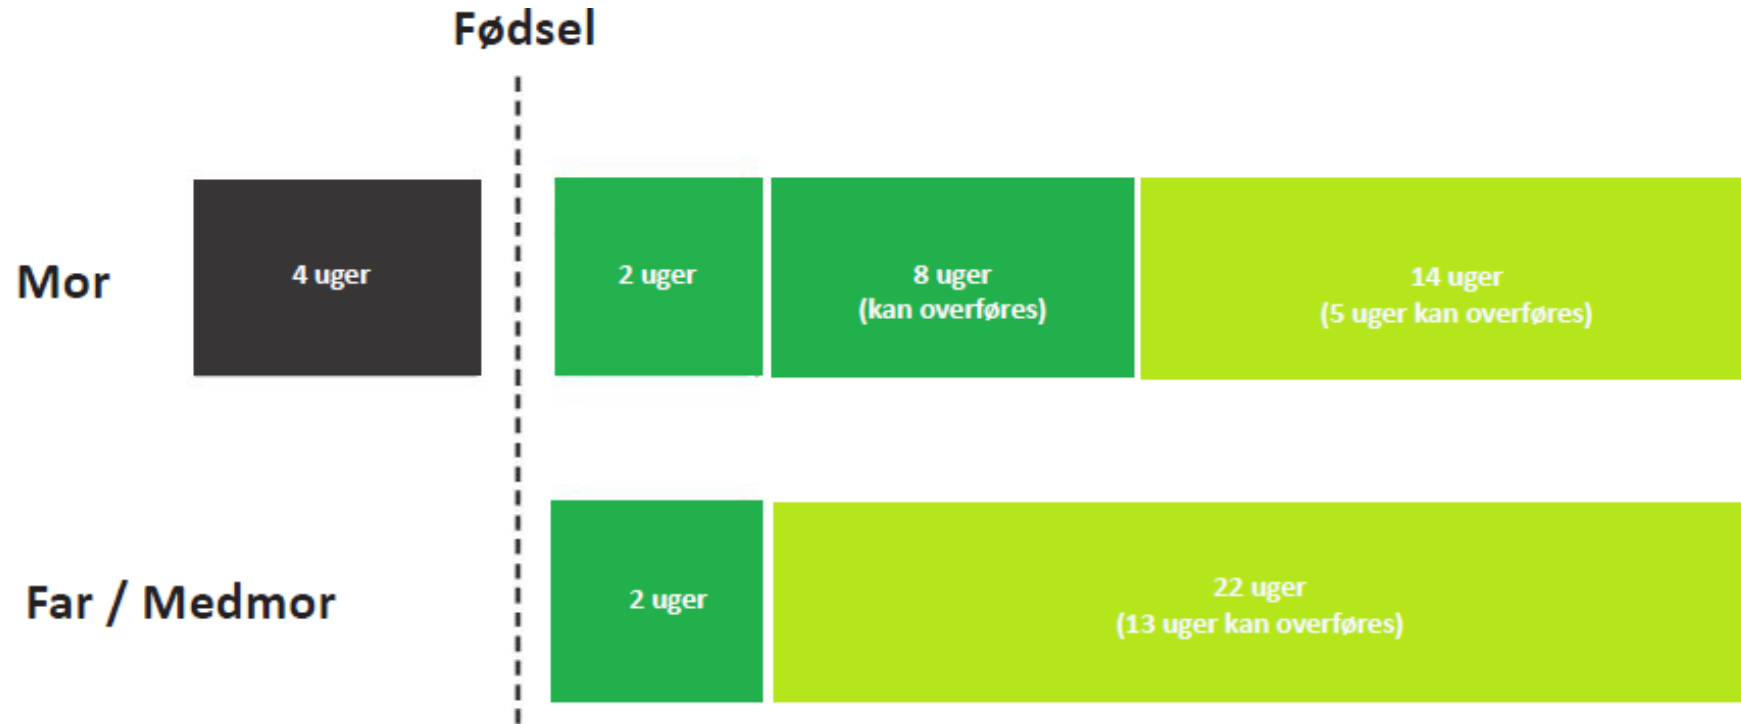 Fødsel
Mor
4 uger
2 uger
8 uger
(kan overføres)
14 uger
(5 uger kan overføres)
Far / Medmor
2 uger
22 uger
(13 uger kan overføres)